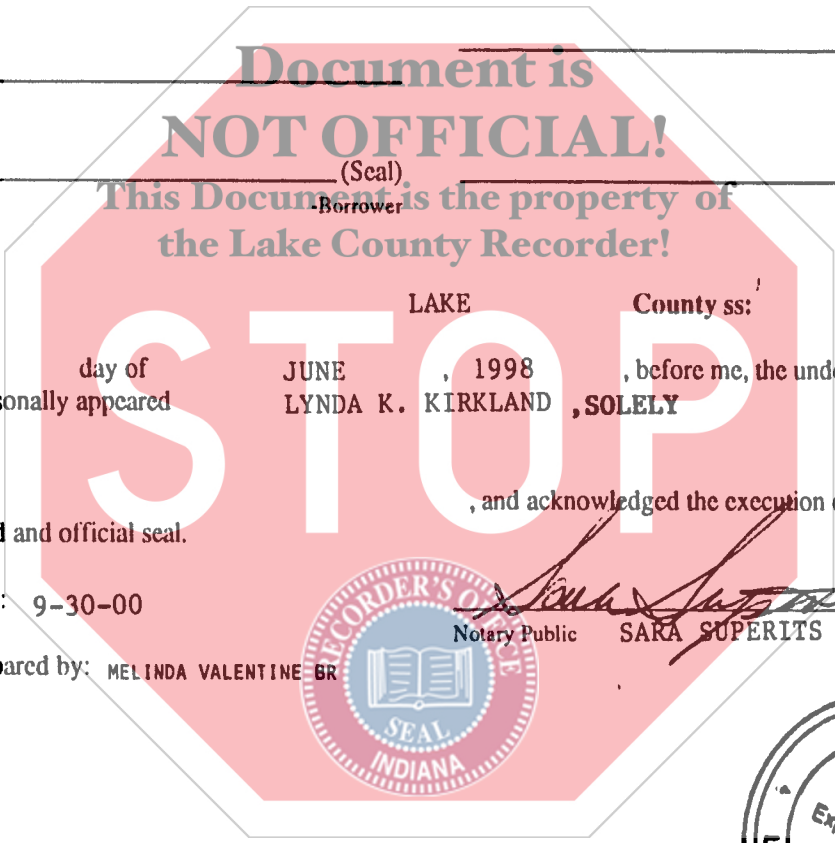 Document is
NOT OFFICIAL!
(Seal)
This Document is the property of
-Borrower
the Lake County Recorder!
LAKE County ss:
STOP
day of JUNE , 1998 , before me, the und
sonally appeared LYNDA K. KIRKLAND , SOLELY
, and acknowledged the execution
and official seal.
: 9-30-00
Notary Public SARA SUPERITS
pared by: MELINDA VALENTINE BR
RECORDER'S OFFICE
SEAL
INDIANA